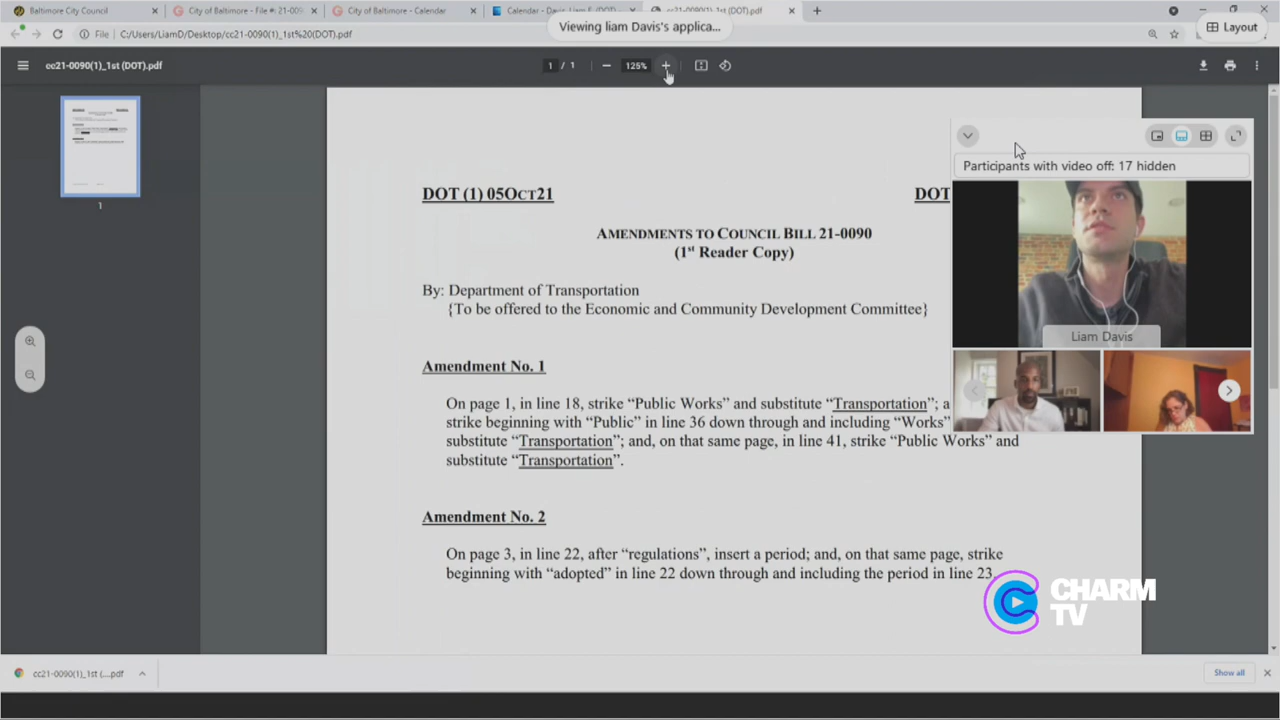 Baltimore City Council
City of Baltimore - File #: 21-009
City of Baltimore - Calendar
Calendar - Davis, Liam F (DOT)
cc21-0090(1)_1st (DOT).pdf
Viewing liam Davis's applica...
Layout
File
C:/Users/LiamD/Desktop/cc21-0090(1)_1st%20(DOT).pdf
cc21-0090(1)_1st (DOT).pdf
1 / 1
125%
1
Participants with video off: 17 hidden
Liam Davis
DOT (1) 05OCT21
DOT
AMENDMENTS TO COUNCIL BILL 21-0090
(1st Reader Copy)
By: Department of Transportation
{To be offered to the Economic and Community Development Committee}
Amendment No. 1
On page 1, in line 18, strike “Public Works” and substitute “Transportation”; a
strike beginning with “Public” in line 36 down through and including “Works”
substitute “Transportation”; and, on that same page, in line 41, strike “Public Works” and
substitute “Transportation”.
Amendment No. 2
On page 3, in line 22, after “regulations”, insert a period; and, on that same page, strike
beginning with “adopted” in line 22 down through and including the period in line 23.
CHARM
TV
cc21-0090(1)_1st (....pdf
Show all